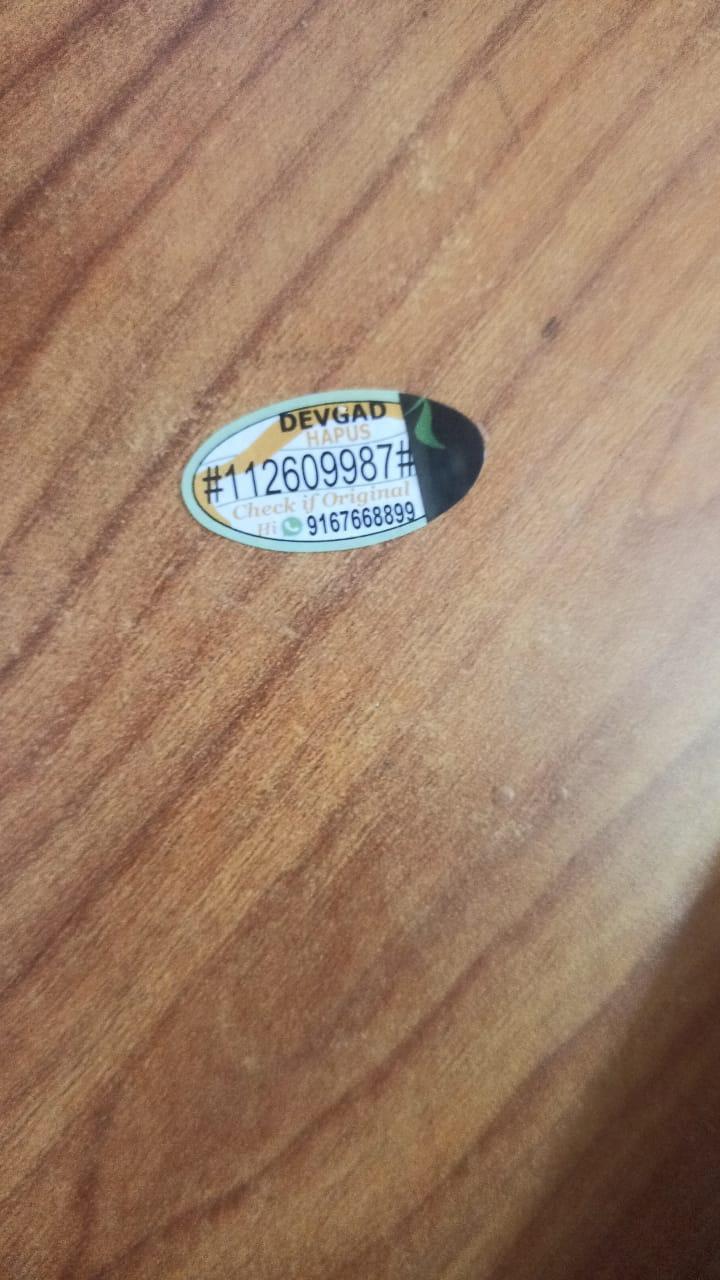 DEVGAD
HAPUS
#112609987#
Check if Original
Hi 9167668899